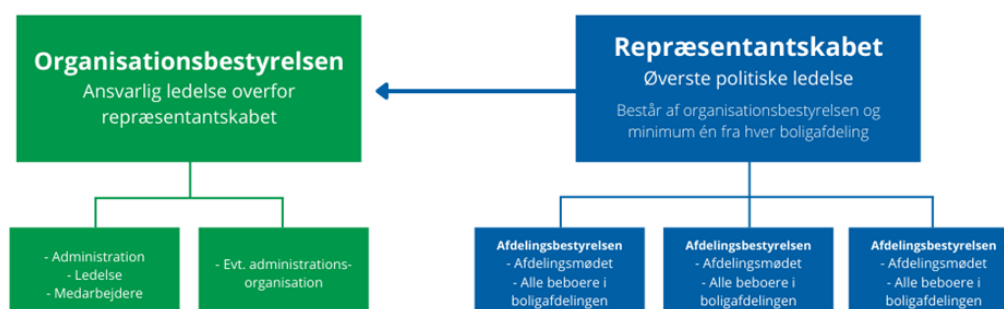 Organisationsbestyrelsen
Ansvarlig ledelse overfor
repræsentantskabet
Repræsentantskabet
Øverste politiske ledelse
Består af organisationsbestyrelsen og
minimum én fra hver boligafdeling
- Administration
- Ledelse
- Medarbejdere
- Evt. administrations-
organisation
Afdelingsbestyrelsen
- Afdelingsmødet
- Alle beboere i
boligafdelingen
Afdelingsbestyrelsen
- Afdelingsmødet
- Alle beboere i
boligafdelingen
Afdelingsbestyrelsen
- Afdelingsmødet
- Alle beboere i
boligafdelingen